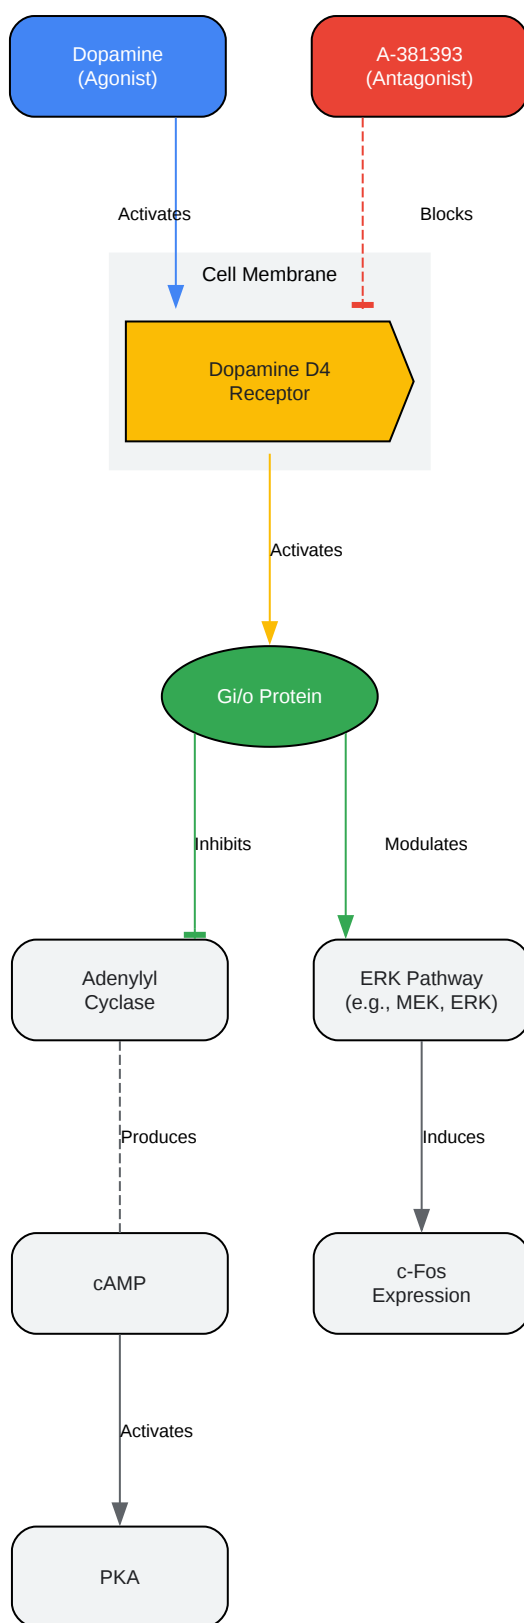 Dopamine
(Agonist)
A-381393
(Antagonist)
Activates
Blocks
Cell Membrane
Dopamine D4
Receptor
Activates
Gi/o Protein
Inhibits
Modulates
Adenylyl
Cyclase
ERK Pathway
(e.g., MEK, ERK)
Produces
Induces
cAMP
c-Fos
Expression
Activates
PKA